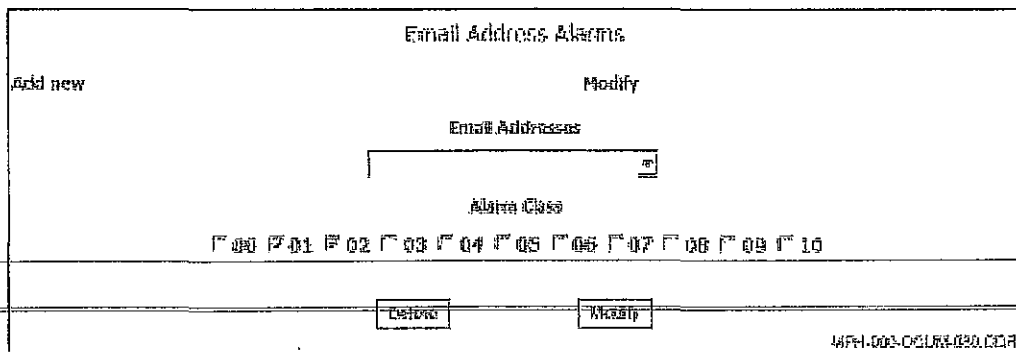 Email Address Alarms
Add new Modify
Email Addresses
Alarm Class
00 01 02 03 04 05 06 07 08 09 10
Delete Modify